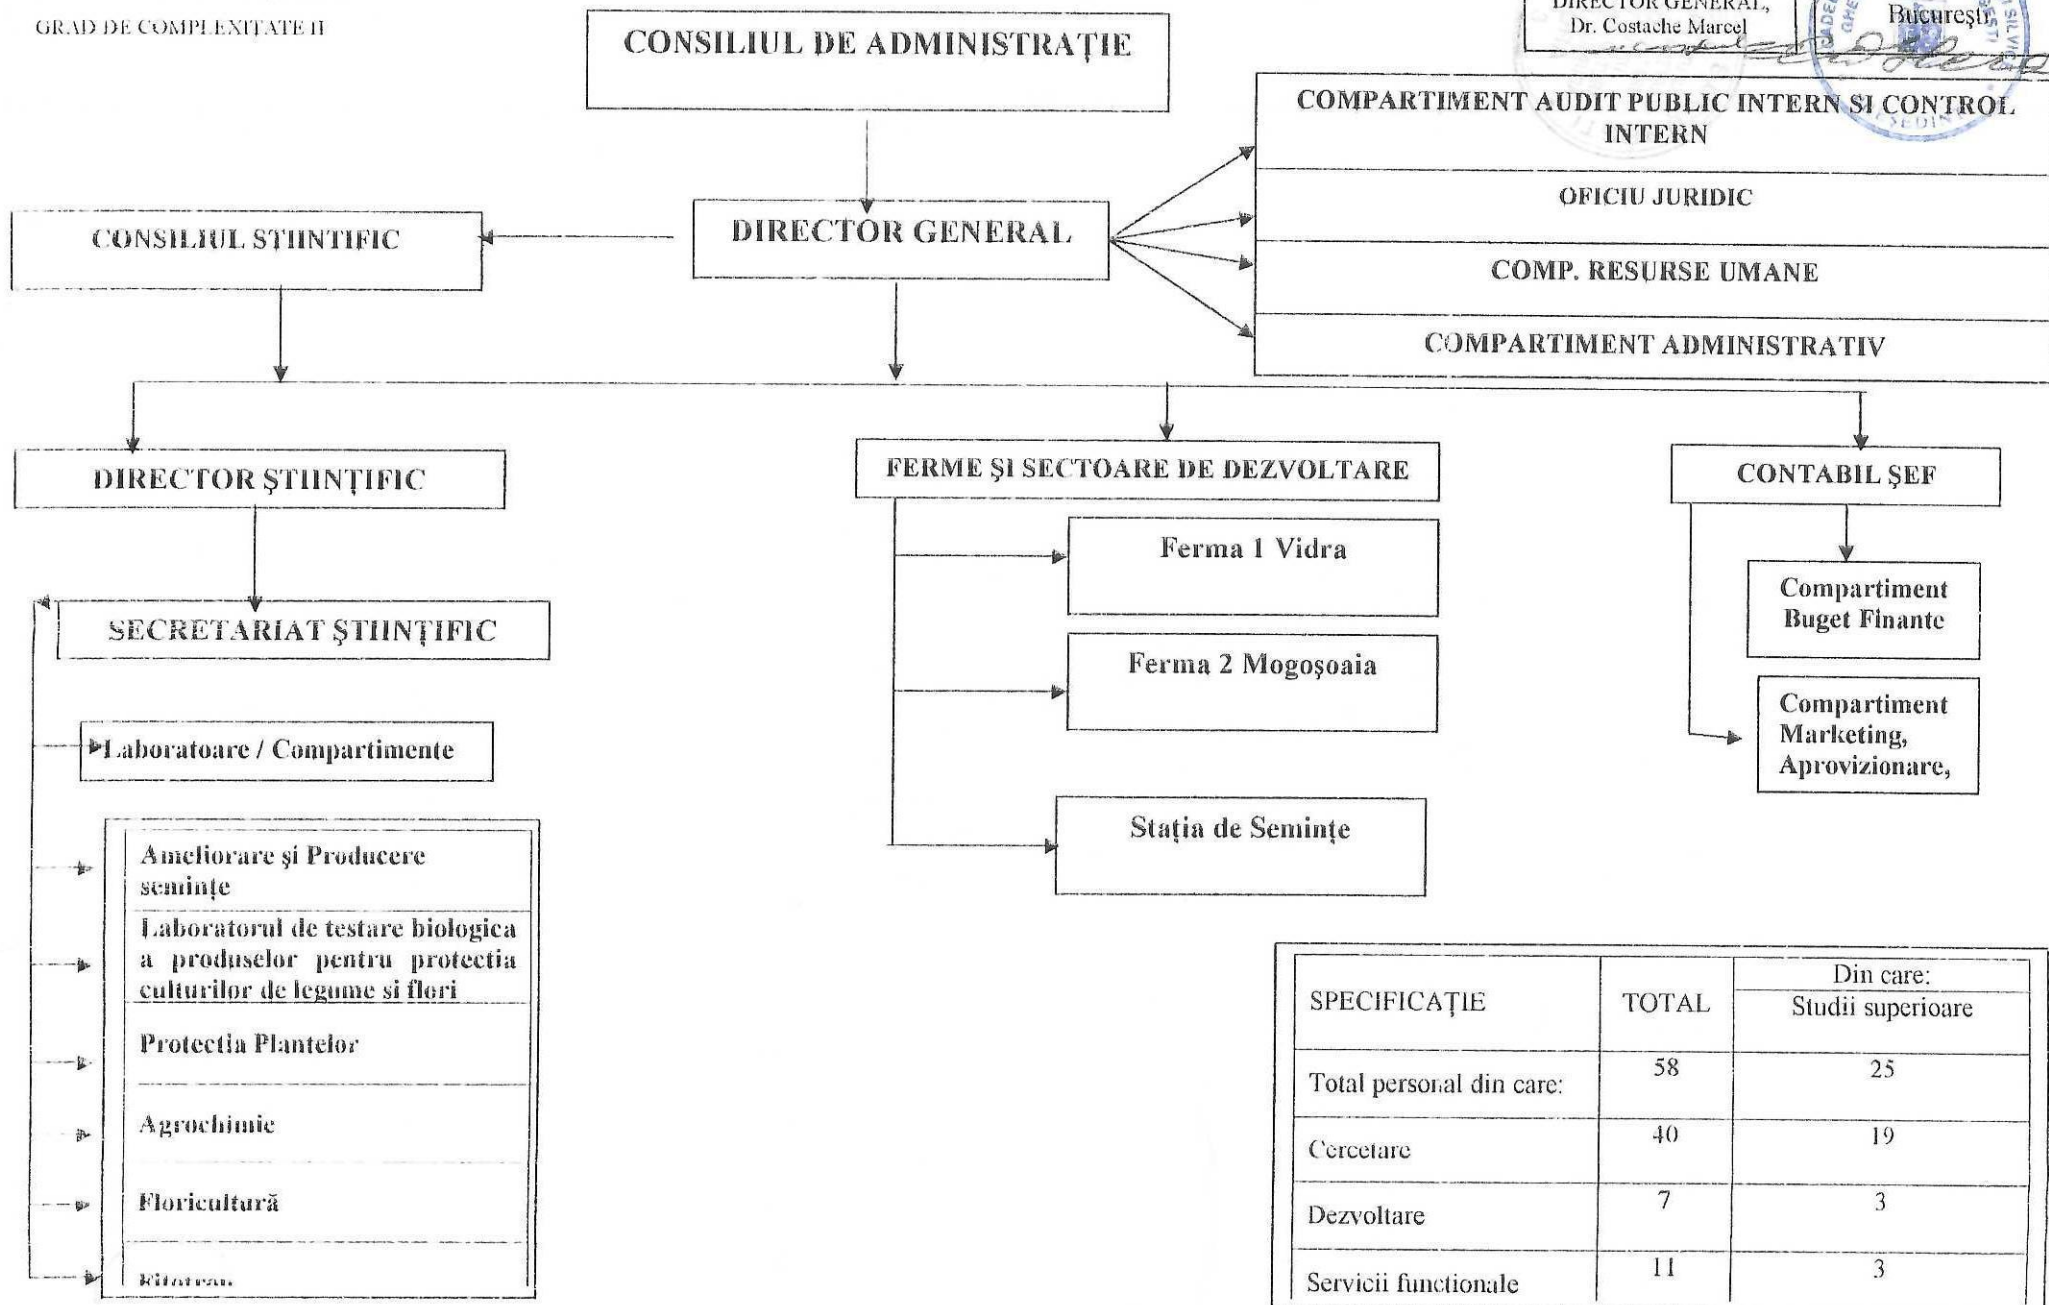 GRAD DE COMPLEXITATE II
CONSILIUL DE ADMINISTRAȚIE
DIRECTOR GENERAL,
Dr. Costache Marcel
București
COMPARTIMENT AUDIT PUBLIC INTERN SI CONTROL
INTERN
OFICIU JURIDIC
COMP. RESURSE UMANE
COMPARTIMENT ADMINISTRATIV
CONSILIUL STIINTIFIC
DIRECTOR GENERAL
DIRECTOR ŞTIINȚIFIC
FERME ŞI SECTOARE DE DEZVOLTARE
CONTABIL ŞEF
SECRETARIAT ŞTIINȚIFIC
Ferma 1 Vidra
Ferma 2 Mogoşoaia
Stația de Semințe
Compartiment
Buget Finante
Compartiment
Marketing,
Aprovizionare,
Laboratoare / Compartimente
Ameliorare şi Producere
semințe
Laboratorul de testare biologica
a produselor pentru protectia
culturilor de legume si flori
Protectia Plantelor
Agrochimie
Floricultură
SPECIFICAȚIE TOTAL Din care:
Studii superioare
Total personal din care: 58 25
Cercetare 40 19
Dezvoltare 7 3
Servicii functionale 11 3